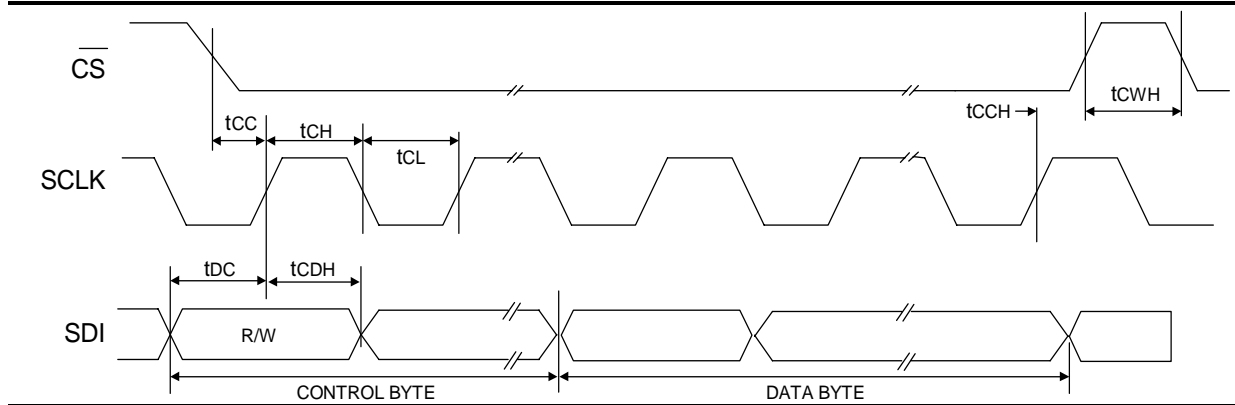 CS
tCC
tCH
tCL
tCCH
tCWH
SCLK
tDC
tCDH
SDI
R/W
CONTROL BYTE
DATA BYTE